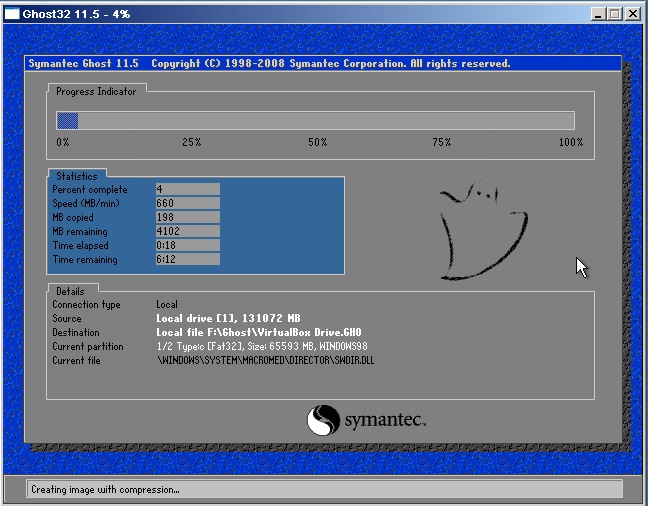 Ghost32 11.5 - 4%
Symantec Ghost 11.5 Copyright (C) 1998-2008 Symantec Corporation. All rights reserved.
Progress Indicator
0% 25% 50% 75% 100%
Statistics
Percent complete 4
Speed (MB/min) 660
MB copied 198
MB remaining 4102
Time elapsed 0:18
Time remaining 6:12
Details
Connection type Local
Source Local drive [1], 131072 MB
Destination Local file F:\Ghost\VirtualBox Drive.GHO
Current partition 1/2 Type:c [Fat32], Size: 65593 MB, WINDOWS98
Current file \WINDOWS\SYSTEM\MACROMED\DIRECTOR\SWDIR.DLL
symantec.
Creating image with compression...